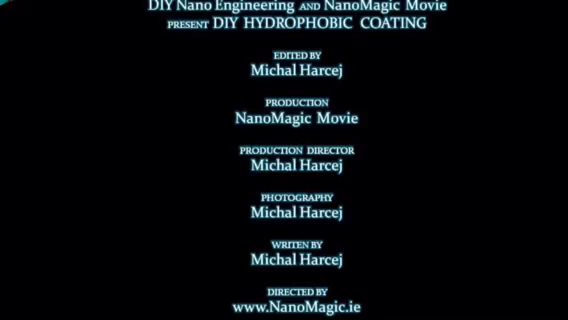 DIY Nano Engineering AND NanoMagic Movie
PRESENT DIY HYDROPHOBIC COATING
EDITED BY
Michal Harcej
PRODUCTION
NanoMagic Movie
PRODUCTION DIRECTOR
Michal Harcej
PHOTOGRAPHY
Michal Harcej
WRITEN BY
Michal Harcej
DIRECTED BY
www.NanoMagic.ie